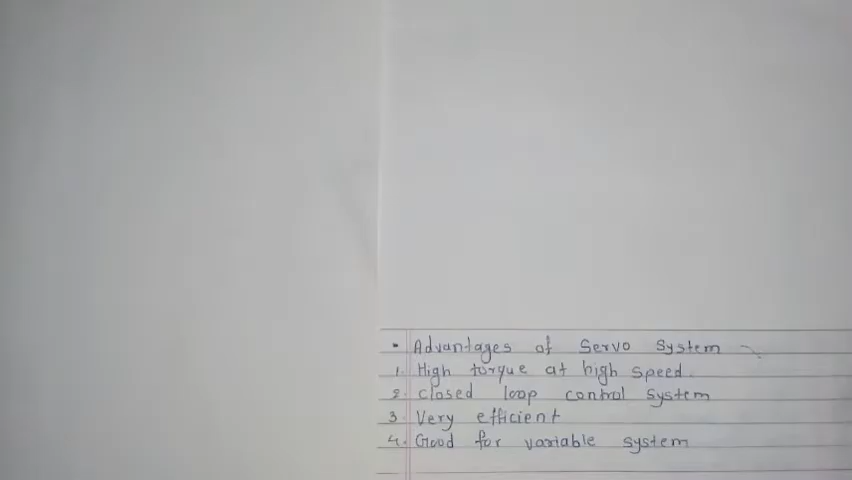 • Advantages of Servo System
1. High torque at high speed.
2. closed loop control system
3. Very efficient
4. Good for variable system